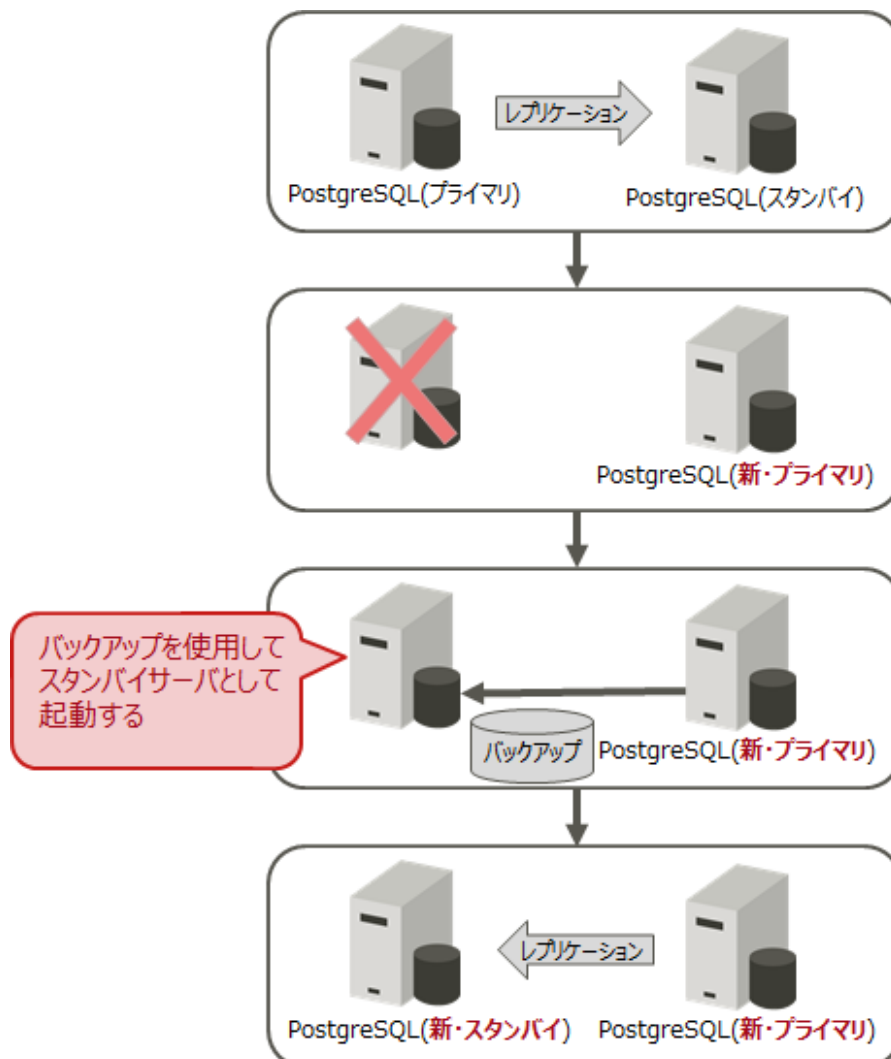 レプリケーション
PostgreSQL(プライマリ)
PostgreSQL(スタンバイ)
PostgreSQL(新・プライマリ)
バックアップを使用して
スタンバイサーバとして
起動する
バックアップ
PostgreSQL(新・プライマリ)
レプリケーション
PostgreSQL(新・スタンバイ)
PostgreSQL(新・プライマリ)